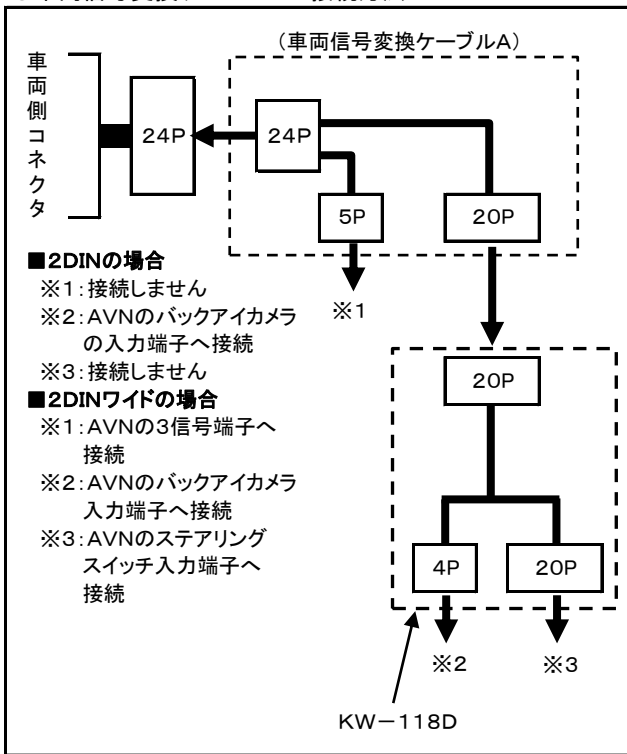 車両側コネクタ
(車両信号変換ケーブルA)
24P
24P
5P
20P
※1
■2DINの場合
※1:接続しません
※2:AVNのバックアイカメラ
の入力端子へ接続
※3:接続しません
■2DINワイドの場合
※1:AVNの3信号端子へ
接続
※2:AVNのバックアイカメラ
入力端子へ接続
※3:AVNのステアリング
スイッチ入力端子へ
接続
20P
4P
20P
※2
※3
KW-118D